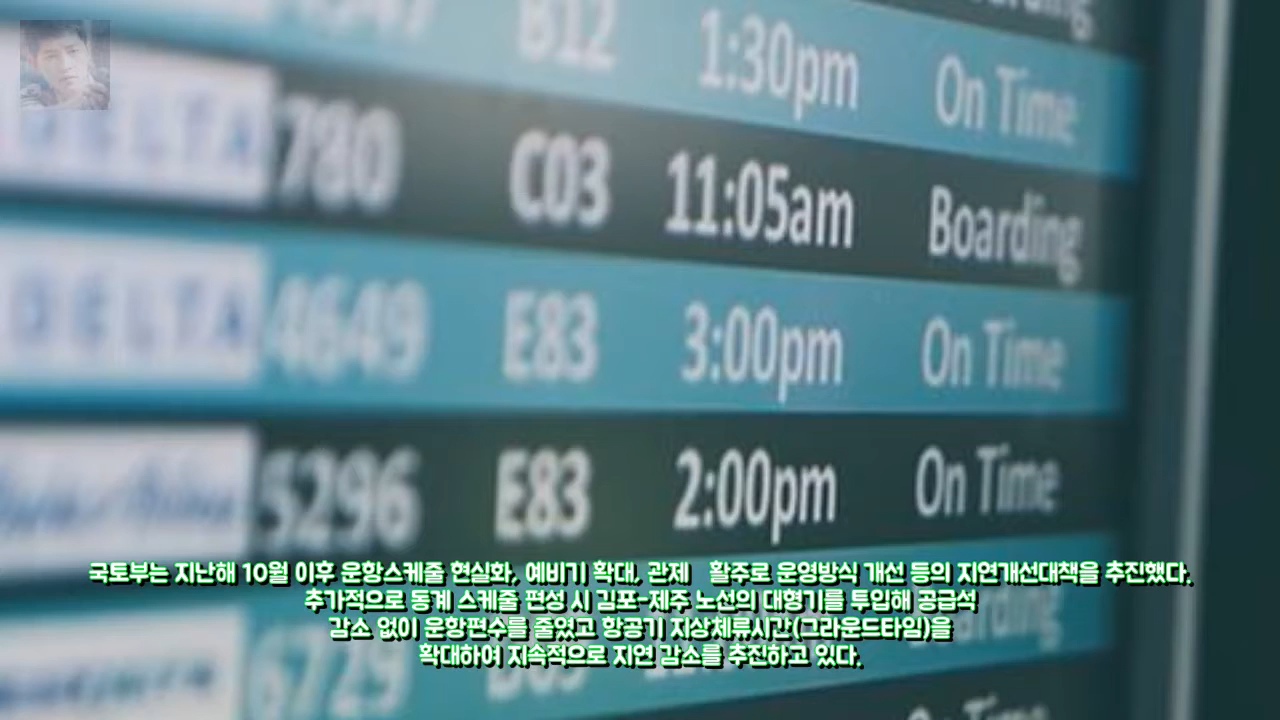 B12 1:30pm On Time
DELTA 780 C03 11:05am Boarding
DELTA 4649 E83 3:00pm On Time
5296 E83 2:00pm On Time
국토부는 지난해 10월 이후 운항스케줄 현실화, 예비기 확대, 관제 활주로 운영방식 개선 등의 지연개선대책을 추진했다.
추가적으로 동계 스케줄 편성 시 김포-제주 노선의 대형기를 투입해 공급석
감소 없이 운항편수를 줄였고 항공기 지상체류시간(그라운드타임)을
확대하여 지속적으로 지연 감소를 추진하고 있다.
6729
On Time